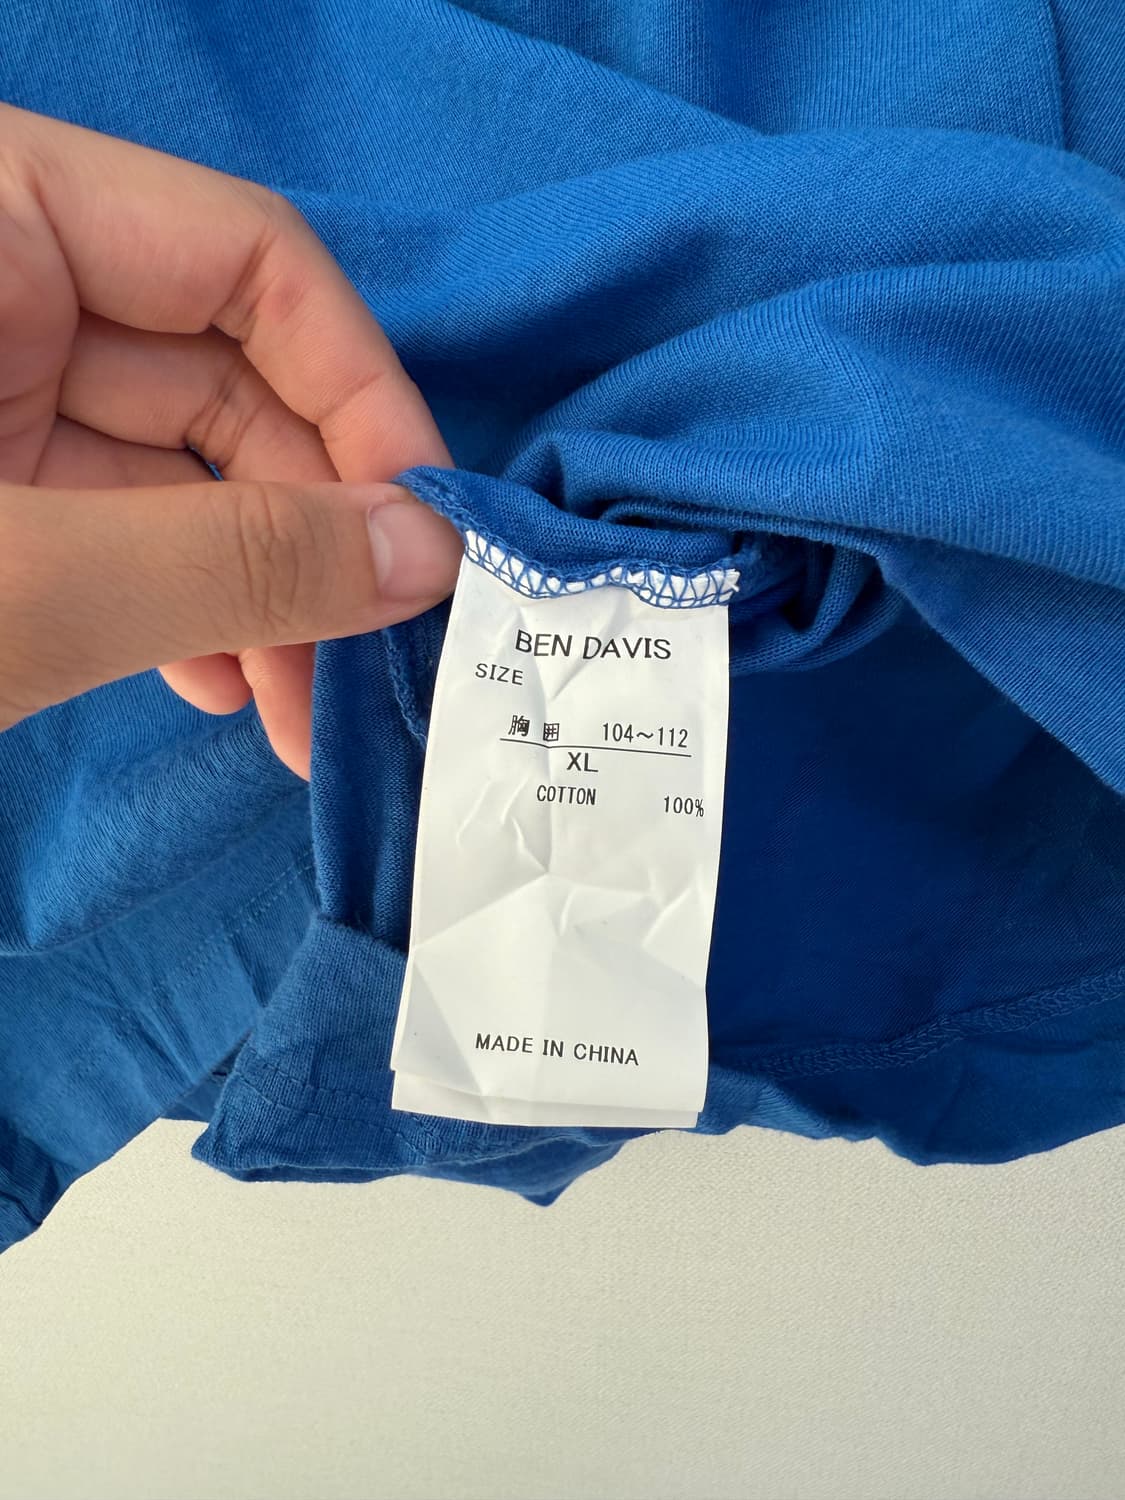 BEN DAVIS
SIZE
胸囲 104～112
XL
COTTON 100%
MADE IN CHINA